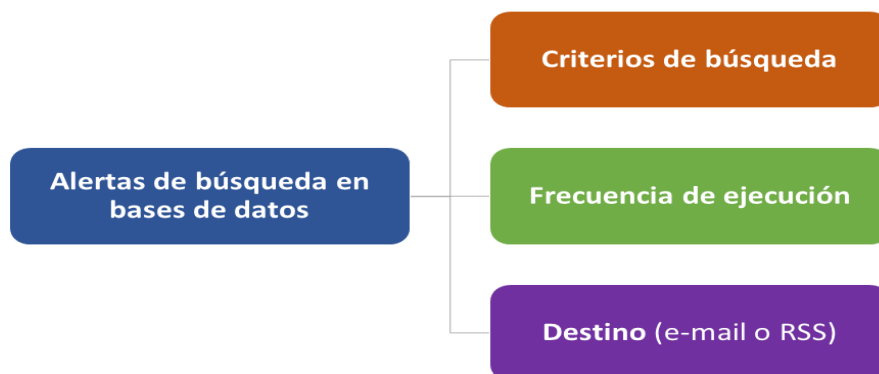 Criterios de búsqueda
Alertas de búsqueda en
bases de datos
Frecuencia de ejecución
Destino (e-mail o RSS)